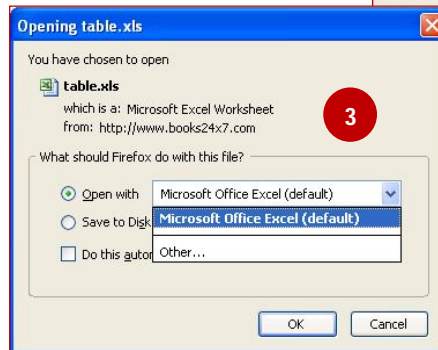 Opening table.xls
You have chosen to open
table.xls
which is a: Microsoft Excel Worksheet
from: http://www.books24x7.com
3
What should Firefox do with this file?
Open with Microsoft Office Excel (default)
Microsoft Office Excel (default)
Save to Disk
Other...
Do this autor
OK Cancel